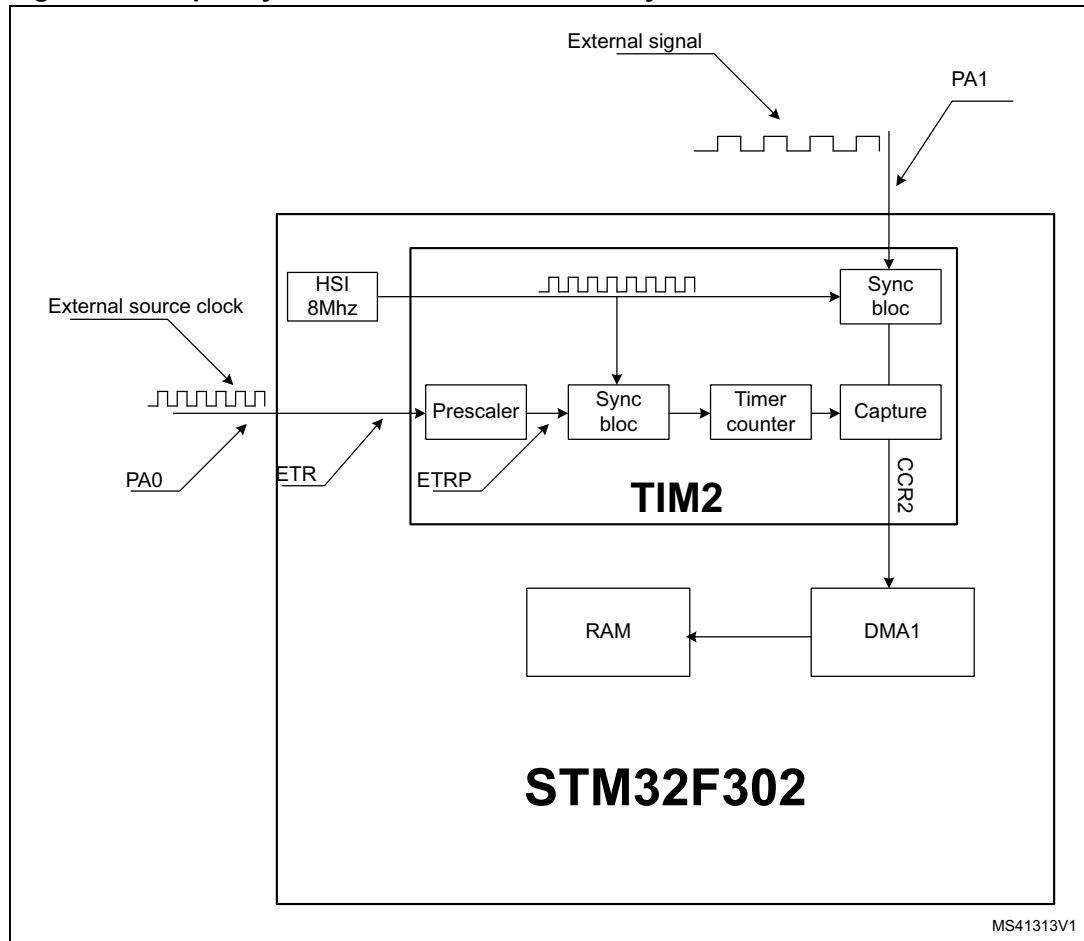 External signal
PA1
HSI
8Mhz
Sync
bloc
External source clock
Prescaler
Sync
bloc
Timer
counter
Capture
PA0
ETR
ETRP
TIM2
CCR2
RAM
DMA1
STM32F302
MS41313V1